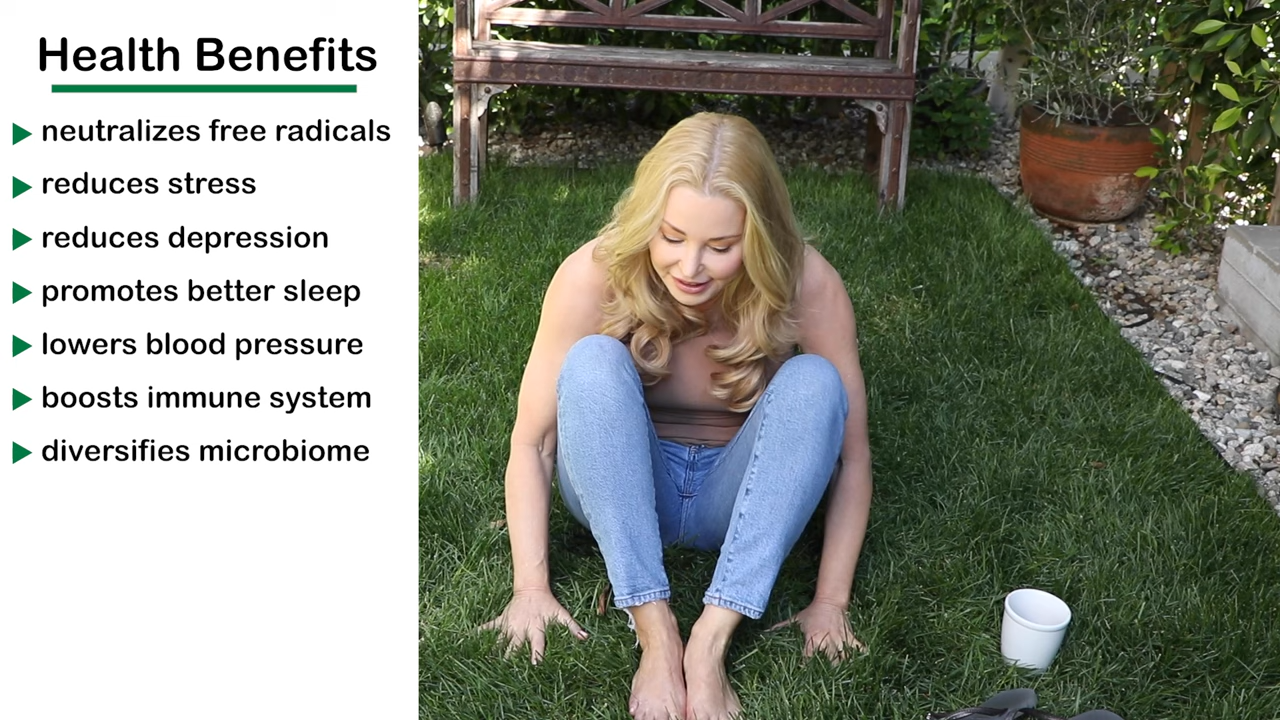 Health Benefits
neutralizes free radicals
reduces stress
reduces depression
promotes better sleep
lowers blood pressure
boosts immune system
diversifies microbiome